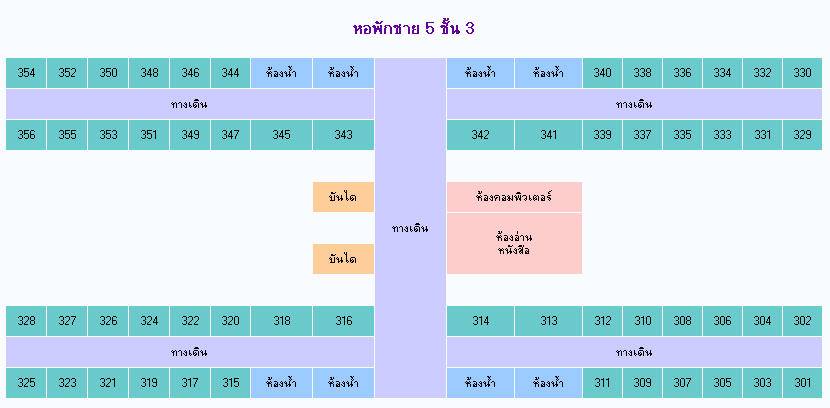 หอพักชาย 5 ชั้น 3
354 352 350 348 346 344 ห้องน้ำ ห้องน้ำ ห้องน้ำ ห้องน้ำ 340 338 336 334 332 330
ทางเดิน ทางเดิน
356 355 353 351 349 347 345 343 342 341 339 337 335 333 331 329
บันได ห้องคอมพิวเตอร์
ทางเดิน
ห้องอ่าน
หนังสือ
บันได
328 327 326 324 322 320 318 316 314 313 312 310 308 306 304 302
ทางเดิน ทางเดิน
325 323 321 319 317 315 ห้องน้ำ ห้องน้ำ ห้องน้ำ ห้องน้ำ 311 309 307 305 303 301